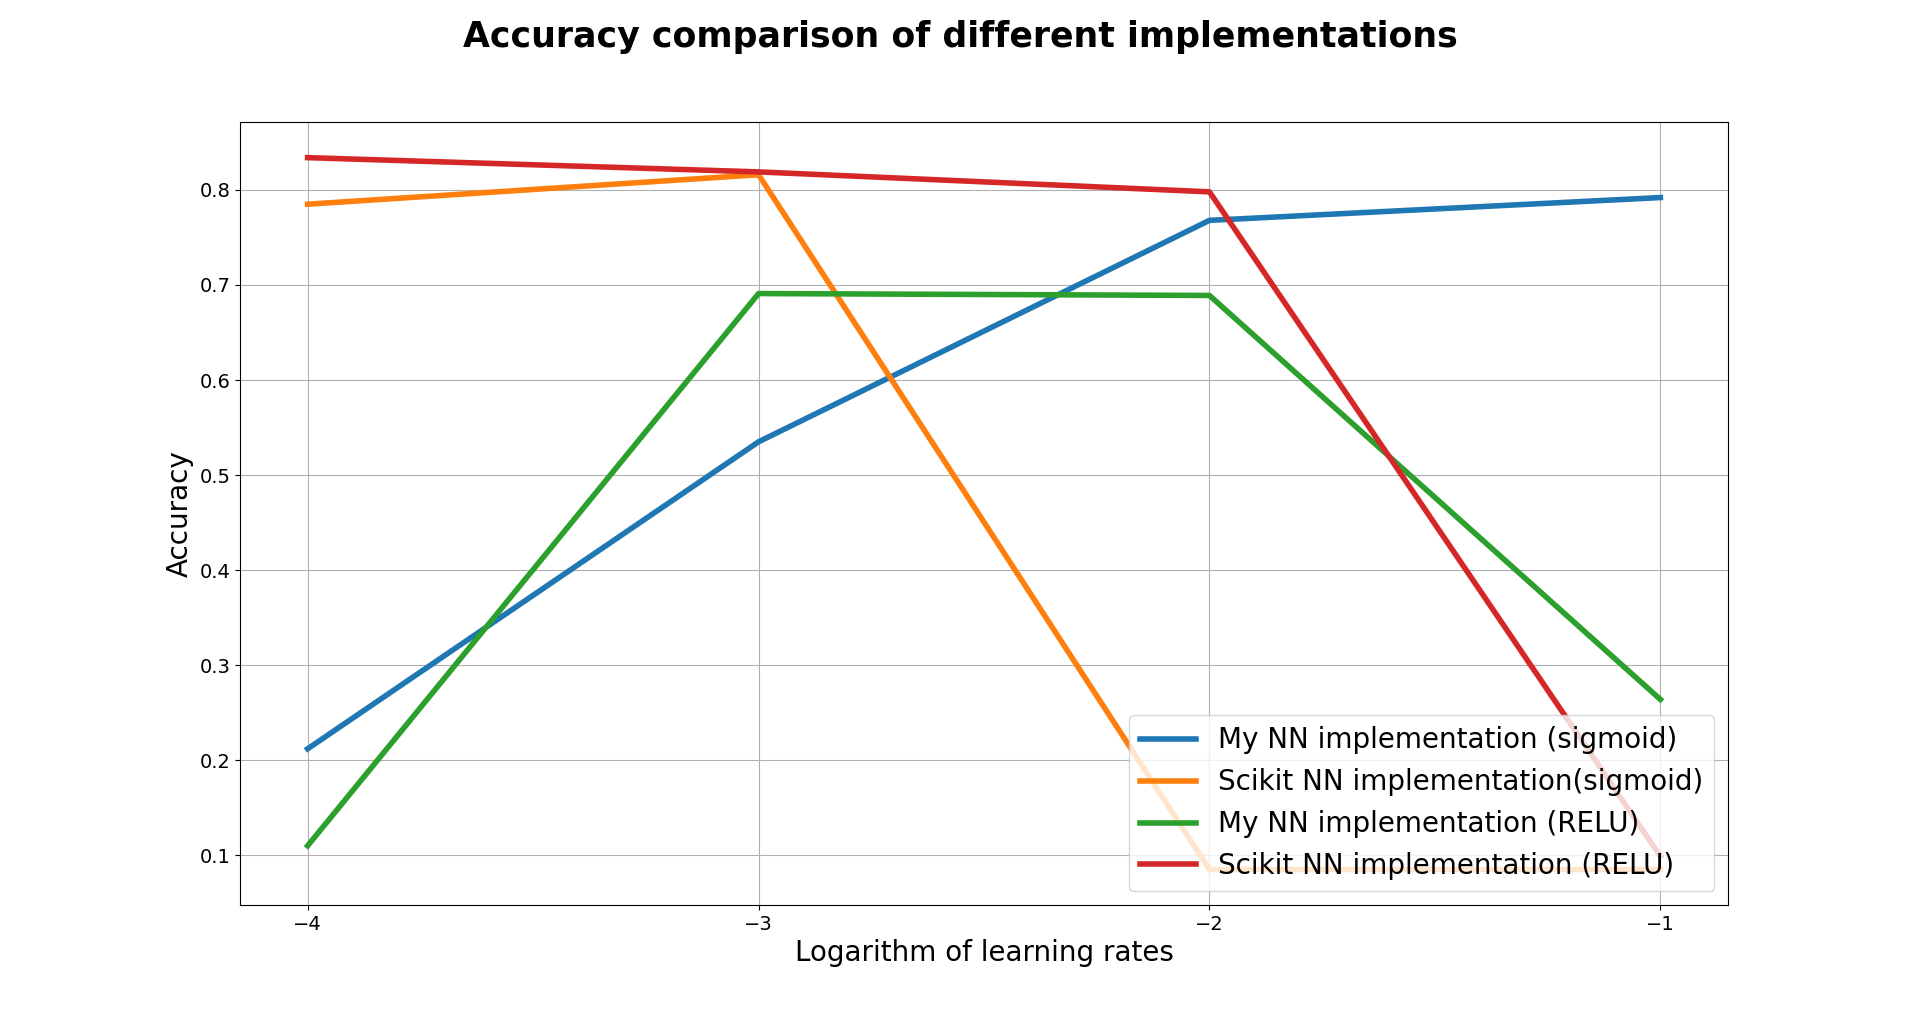 Accuracy comparison of different implementations
0.8
0.7
0.6
0.5
0.4
0.3
0.2
0.1
Accuracy
My NN implementation (sigmoid)
Scikit NN implementation(sigmoid)
My NN implementation (RELU)
Scikit NN implementation (RELU)
−4 −3 −2 −1
Logarithm of learning rates